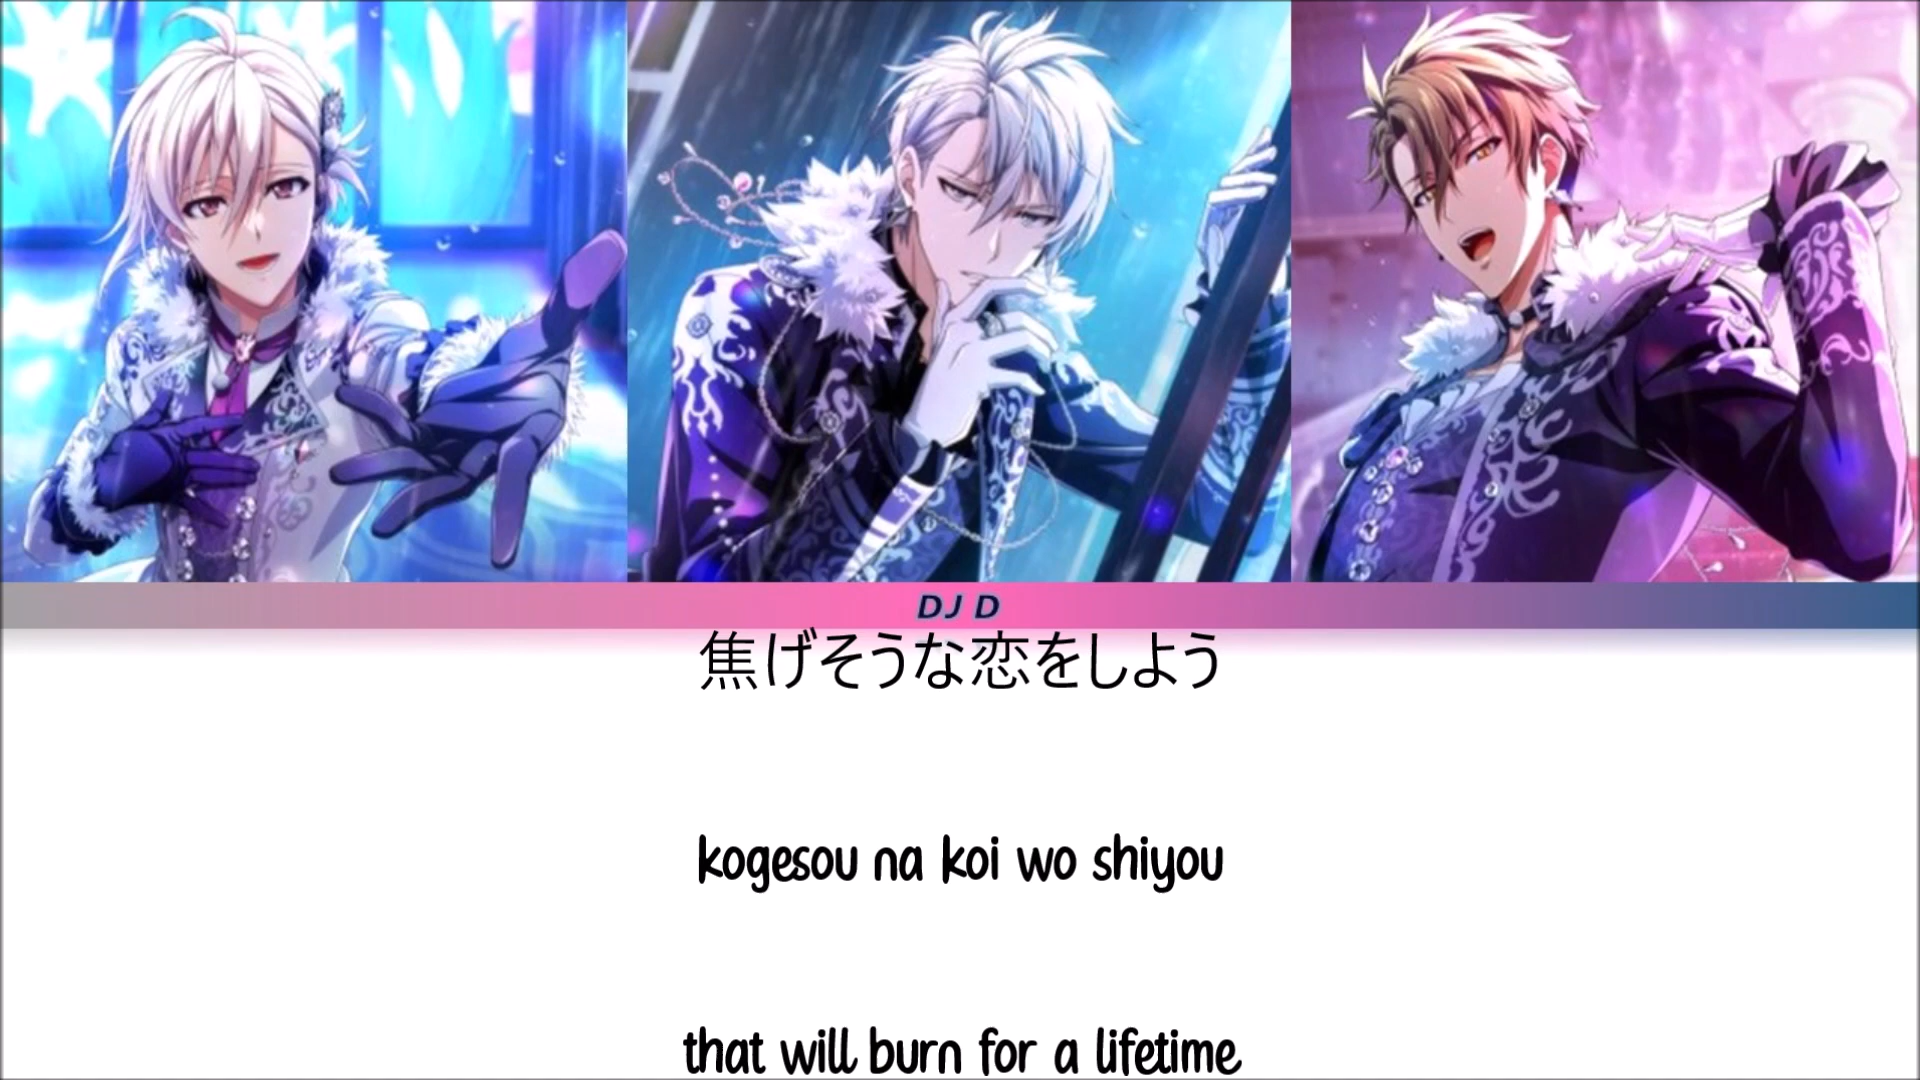 DJ D
焦げそうな恋をしよう
kogesou na koi wo shiyou
that will burn for a lifetime